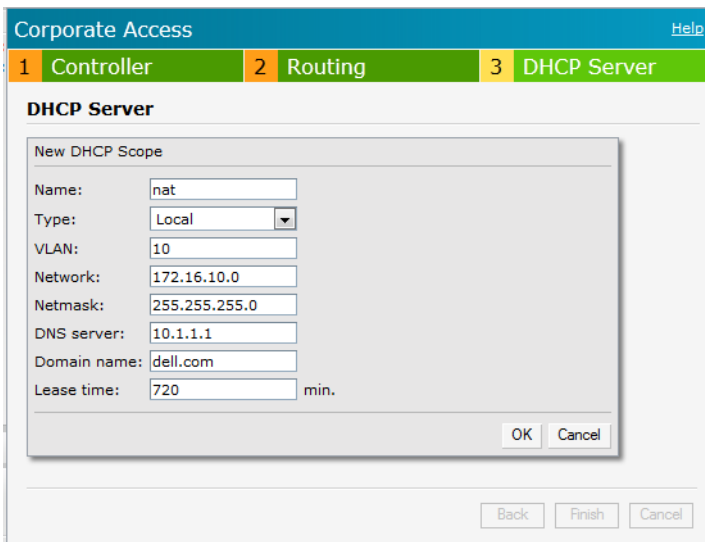 Corporate Access Help
1 Controller 2 Routing 3 DHCP Server
DHCP Server
New DHCP Scope
Name: nat
Type: Local
VLAN: 10
Network: 172.16.10.0
Netmask: 255.255.255.0
DNS server: 10.1.1.1
Domain name: dell.com
Lease time: 720 min.
OK Cancel
Back Finish Cancel